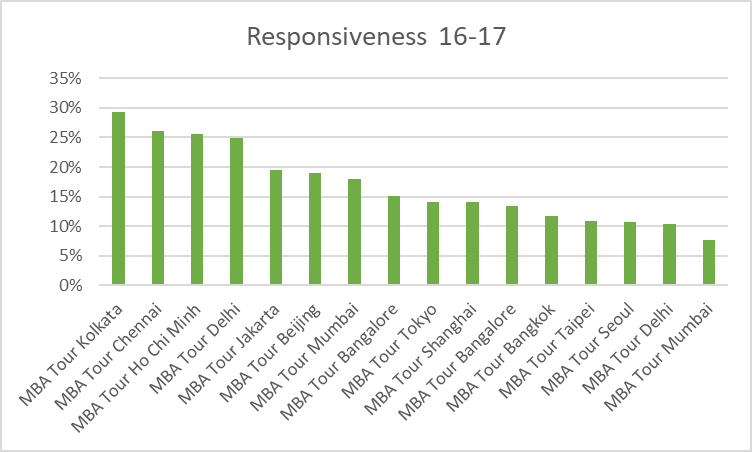 Responsiveness 16-17
35%
30%
25%
20%
15%
10%
5%
0%
MBA Tour Kolkata
MBA Tour Chennai
MBA Tour Ho Chi Minh
MBA Tour Delhi
MBA Tour Jakarta
MBA Tour Beijing
MBA Tour Mumbai
MBA Tour Bangalore
MBA Tour Tokyo
MBA Tour Shanghai
MBA Tour Bangalore
MBA Tour Bangkok
MBA Tour Taipei
MBA Tour Seoul
MBA Tour Delhi
MBA Tour Mumbai